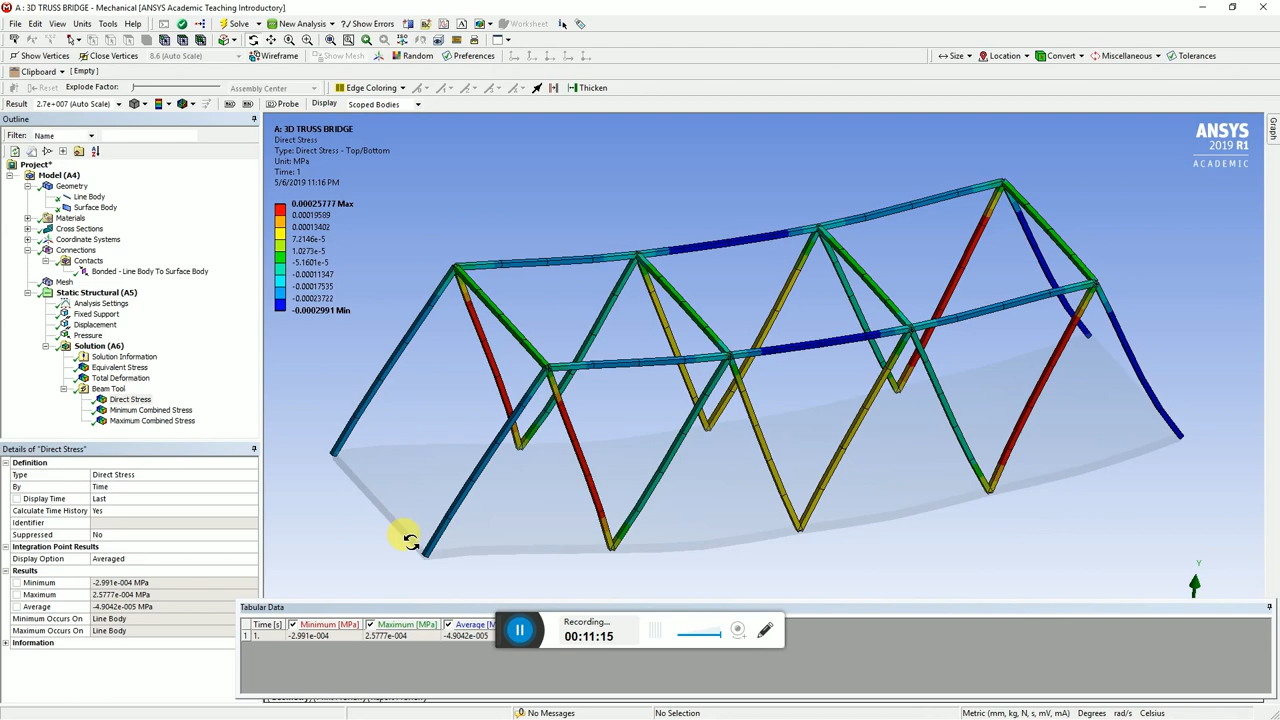 A : 3D TRUSS BRIDGE - Mechanical [ANSYS Academic Teaching Introductory]
File Edit View Units Tools Help Solve New Analysis Show Errors Worksheet
Show Vertices Close Vertices 8.6 (Auto Scale) Wireframe Show Mesh Random Preferences Size Location Convert Miscellaneous Tolerances
Clipboard [ Empty ]
Reset Explode Factor: Assembly Center Edge Coloring Thicken
Result 2.7e+007 (Auto Scale) Probe Display Scoped Bodies
Outline
Filter: Name
Project*
Model (A4)
Geometry
Line Body
Surface Body
Materials
Cross Sections
Coordinate Systems
Connections
Contacts
Bonded - Line Body To Surface Body
Mesh
Static Structural (A5)
Analysis Settings
Fixed Support
Displacement
Pressure
Solution (A6)
Solution Information
Equivalent Stress
Total Deformation
Beam Tool
Direct Stress
Minimum Combined Stress
Maximum Combined Stress
Details of "Direct Stress"
Definition
Type Direct Stress
By Time
Display Time Last
Calculate Time History Yes
Identifier
Suppressed No
Integration Point Results
Display Option Averaged
Results
Minimum -2.991e-004 MPa
Maximum 2.5777e-004 MPa
Average -4.9042e-005 MPa
Minimum Occurs On Line Body
Maximum Occurs On Line Body
Information
A: 3D TRUSS BRIDGE
Direct Stress
Type: Direct Stress - Top/Bottom
Unit: MPa
Time: 1
5/6/2019 11:16 PM
0.00025777 Max
0.00019589
0.00013402
7.2146e-5
1.0273e-5
-5.1601e-5
-0.00011347
-0.00017535
-0.00023722
-0.0002991 Min
ANSYS
2019 R1
ACADEMIC
Graph
Y
Tabular Data
Time [s] Minimum [MPa] Maximum [MPa] Average [M
1 1. -2.991e-004 2.5777e-004 -4.9042e-005
Recording...
00:11:15
No Messages No Selection Metric (mm, kg, N, s, mV, mA) Degrees rad/s Celsius